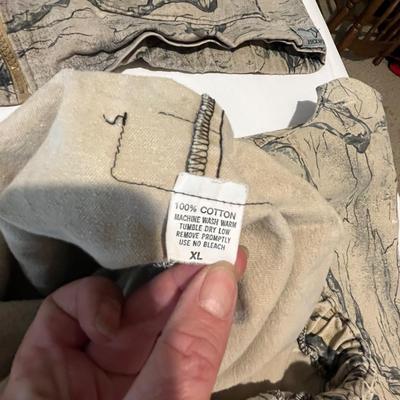 100% COTTON
MACHINE WASH WARM
TUMBLE DRY LOW
REMOVE PROMPTLY
USE NO BLEACH
XL